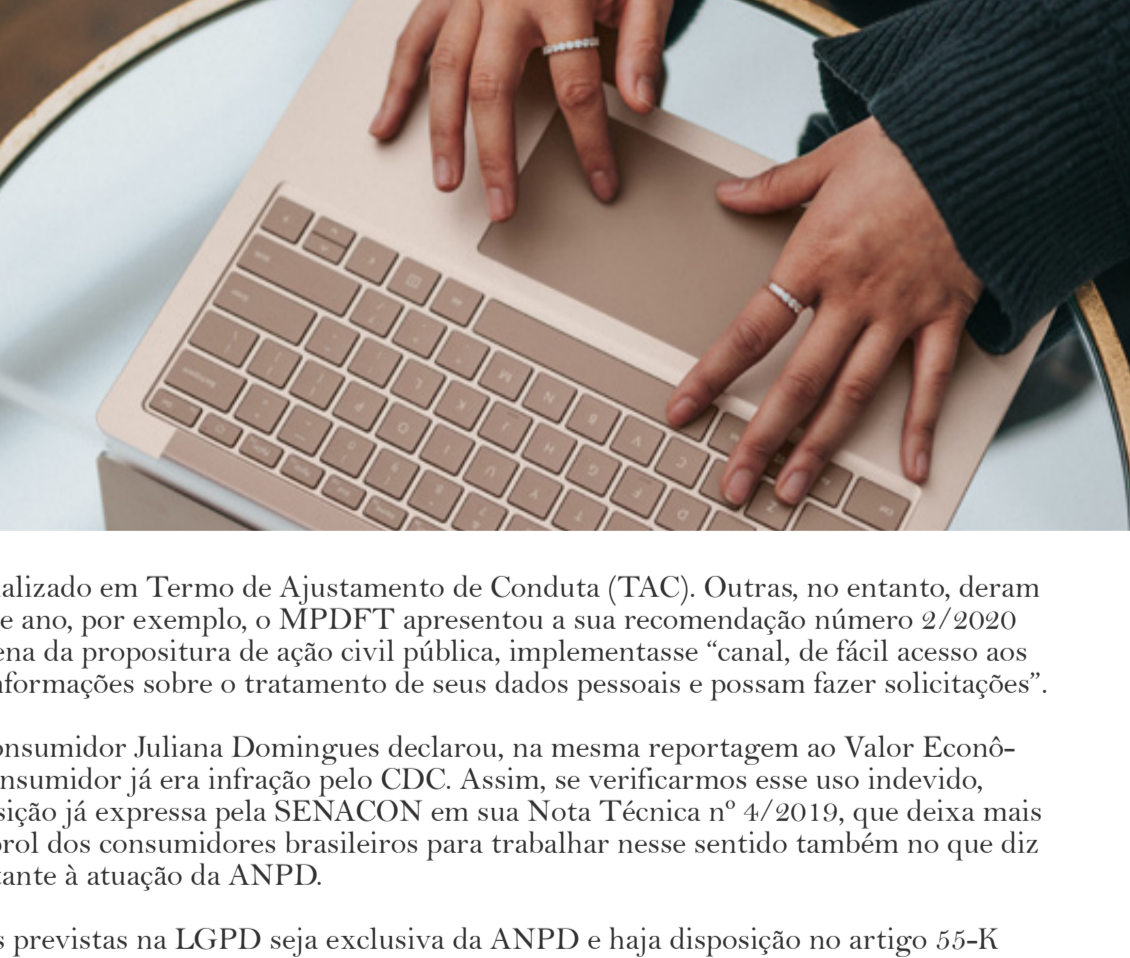 alizado em Termo de Ajustamento de Conduta (TAC). Outras, no entanto, deram
e ano, por exemplo, o MPDFT apresentou a sua recomendação número 2/2020
ena da propositura de ação civil pública, implementasse “canal, de fácil acesso aos
nformações sobre o tratamento de seus dados pessoais e possam fazer solicitações”.
onsumidor Juliana Domingues declarou, na mesma reportagem ao Valor Econô-
nsumidor já era infração pelo CDC. Assim, se verificarmos esse uso indevido,
sição já expressa pela SENACON em sua Nota Técnica nº 4/2019, que deixa mais
prol dos consumidores brasileiros para trabalhar nesse sentido também no que diz
tante à atuação da ANPD.
s previstas na LGPD seja exclusiva da ANPD e haja disposição no artigo 55-K